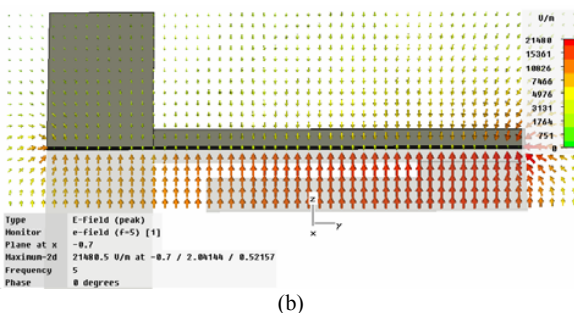 V/m
21480
15361
10826
7466
4976
3131
1764
751
0
z
y
x
Type E-Field (peak)
Monitor e-field (f=5) [1]
Plane at x -0.7
Maximum-2d 21480.5 V/m at -0.7 / 2.04144 / 0.52157
Frequency 5
Phase 0 degrees
(b)